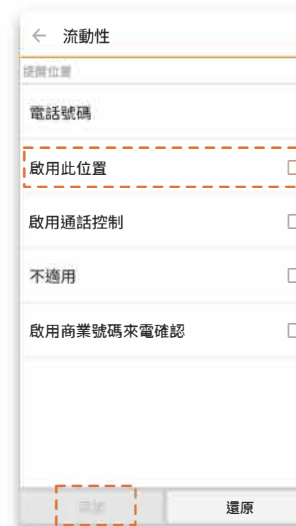 流動性
電話號碼
啟用此位置
啟用通話控制
不適用
啟用商業號碼來電確認
還原